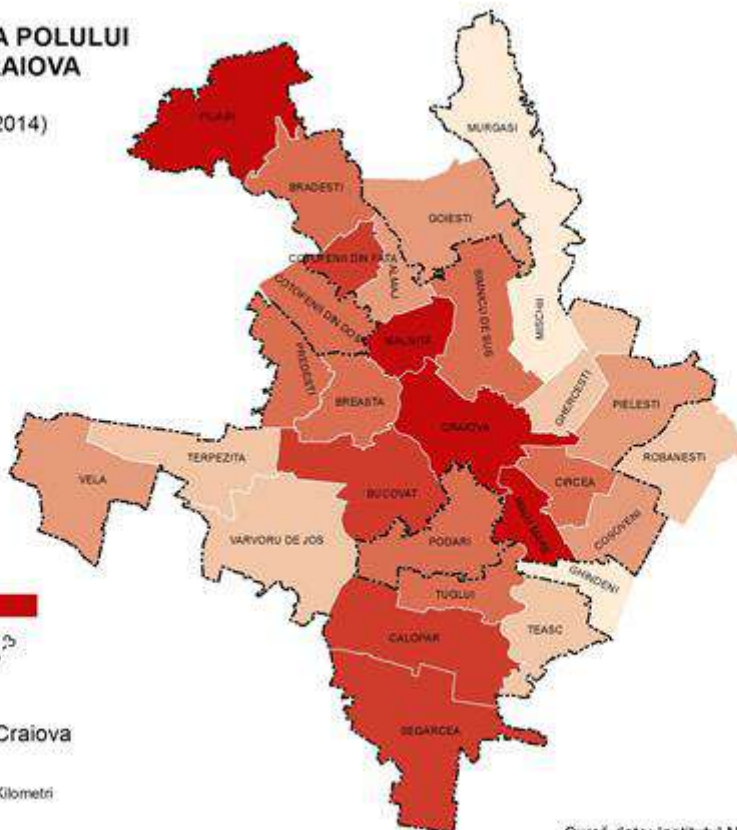 A POLULUI
RAIOVA
2014)
FILIASI
MURGASI
BRADESTI
GOIESTI
COTOFENII DIN FATA
ALMAJ
COTOFENII DIN DOS
SIMNICU DE SUS
MISCHII
MALU MARE
PREDESTI
BREASTA
GHERCESTI
PIELESTI
CRAIOVA
ROBANESTI
TERPEZITA
VELA
CIRCEA
BUCOVAT
COSOVENI
VARVORU DE JOS
PODARI
GHINDENI
TUGLUI
TEASC
CALOPAR
SEGARCEA
Craiova
Kilometri